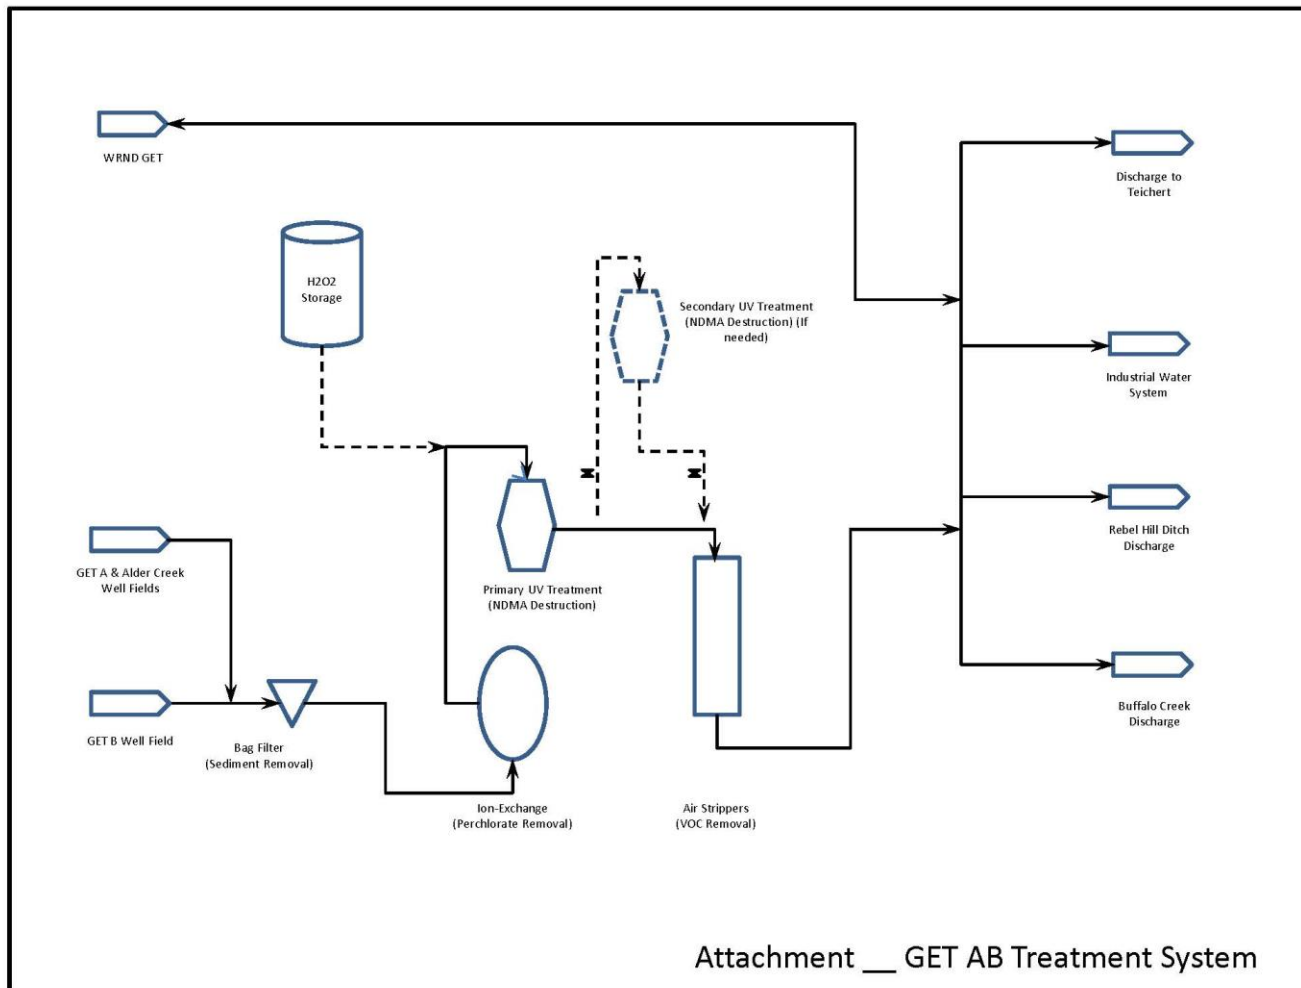 WRND GET
Discharge to
Teichert
H2O2
Storage
Secondary UV Treatment
(NDMA Destruction) (If
needed)
Industrial Water
System
GET A & Alder Creek
Well Fields
Primary UV Treatment
(NDMA Destruction)
Rebel Hill Ditch
Discharge
GET B Well Field
Bag Filter
(Sediment Removal)
Ion-Exchange
(Perchlorate Removal)
Air Strippers
(VOC Removal)
Buffalo Creek
Discharge
Attachment __ GET AB Treatment System